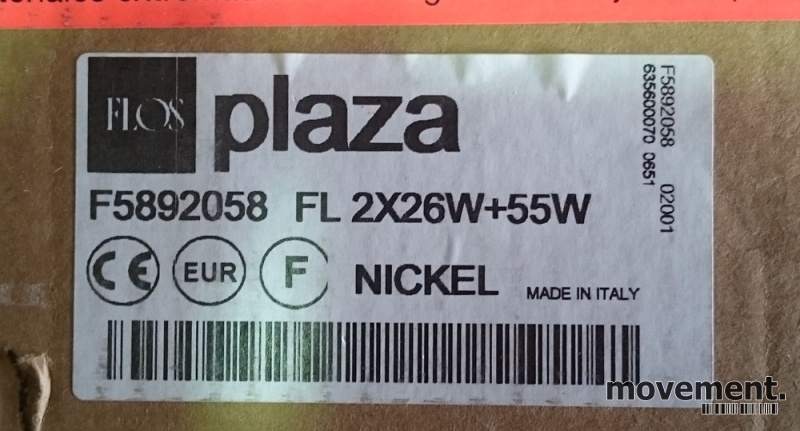 FLOS
plaza
F5892058 FL 2X26W+55W
CE EUR F NICKEL MADE IN ITALY
F5892058 02001
635600070 0651
movement.